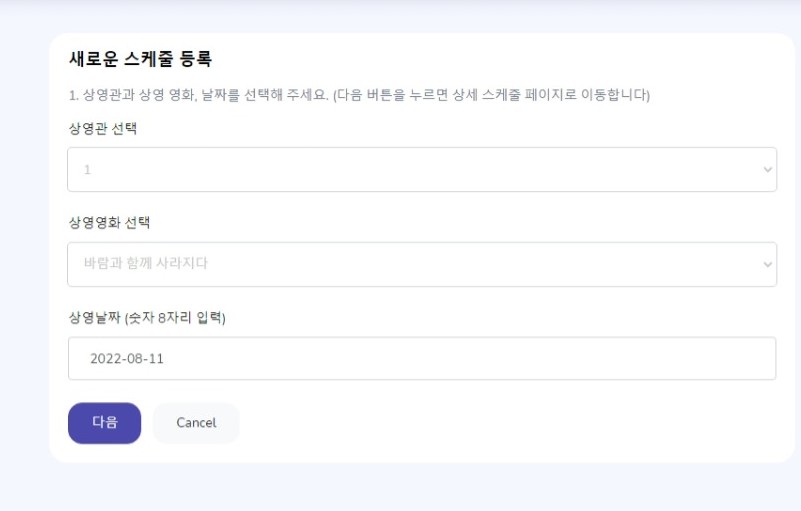 새로운 스케줄 등록
1. 상영관과 상영 영화, 날짜를 선택해 주세요. (다음 버튼을 누르면 상세 스케줄 페이지로 이동합니다)
상영관 선택
1
상영영화 선택
바람과 함께 사라지다
상영날짜 (숫자 8자리 입력)
2022-08-11
다음 Cancel